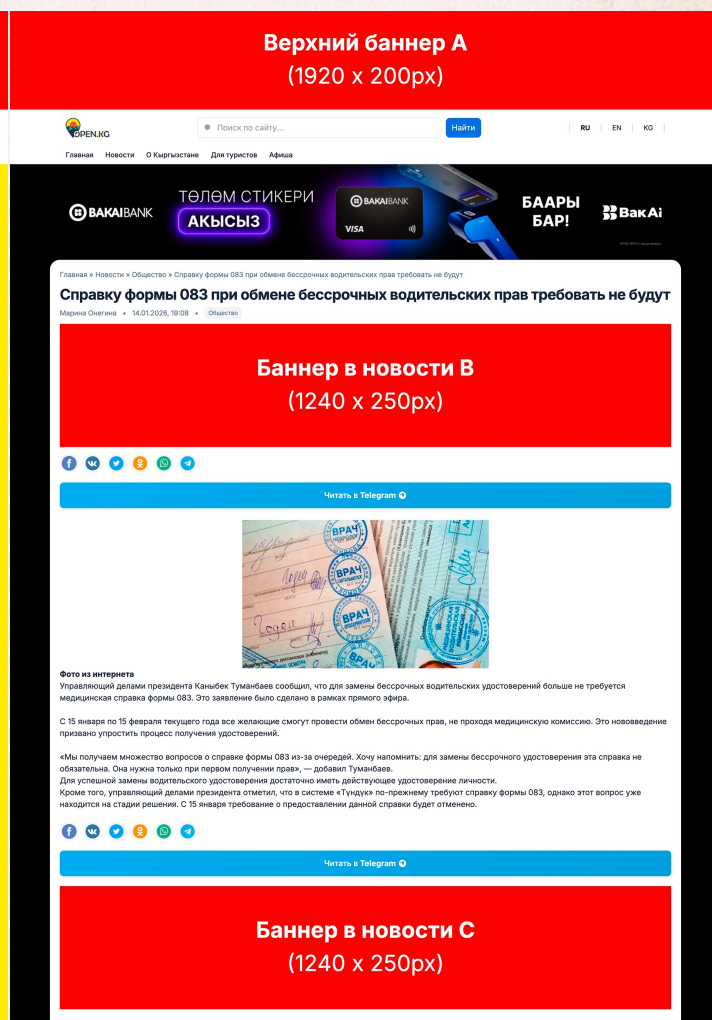 Верхний баннер A
(1920 x 200px)
OPEN.KG
Поиск по сайту...
Найти
RU
EN
KG
Главная Новости О Кыргызстане Для туристов Афиша
BAKAIBANK
ТӨЛӨМ СТИКЕРИ
АКЫСЫЗ
BAKAIBANK
VISA
БААРЫ
БАР!
BакAi
Главная » Новости » Общество » Справку формы 083 при обмене бессрочных водительских прав требовать не будут
Справку формы 083 при обмене бессрочных водительских прав требовать не будут
Марина Онегина • 14.01.2026, 19:08 • Общество
Баннер в новости B
(1240 x 250px)
Читать в Telegram
ВРАЧ
ВРАЧ
ВРАЧ
Годен
Годен
Фото из интернета
Управляющий делами президента Каныбек Туманбаев сообщил, что для замены бессрочных водительских удостоверений больше не требуется
медицинская справка формы 083. Это заявление было сделано в рамках прямого эфира.
С 15 января по 15 февраля текущего года все желающие смогут провести обмен бессрочных прав, не проходя медицинскую комиссию. Это нововведение
призвано упростить процесс получения удостоверений.
«Мы получаем множество вопросов о справке формы 083 из-за очередей. Хочу напомнить: для замены бессрочного удостоверения эта справка не
обязательна. Она нужна только при первом получении прав», — добавил Туманбаев.
Для успешной замены водительского удостоверения достаточно иметь действующее удостоверение личности.
Кроме того, управляющий делами президента отметил, что в системе «Түндүк» по-прежнему требуют справку формы 083, однако этот вопрос уже
находится на стадии решения. С 15 января требование о предоставлении данной справки будет отменено.
Читать в Telegram
Баннер в новости C
(1240 x 250px)